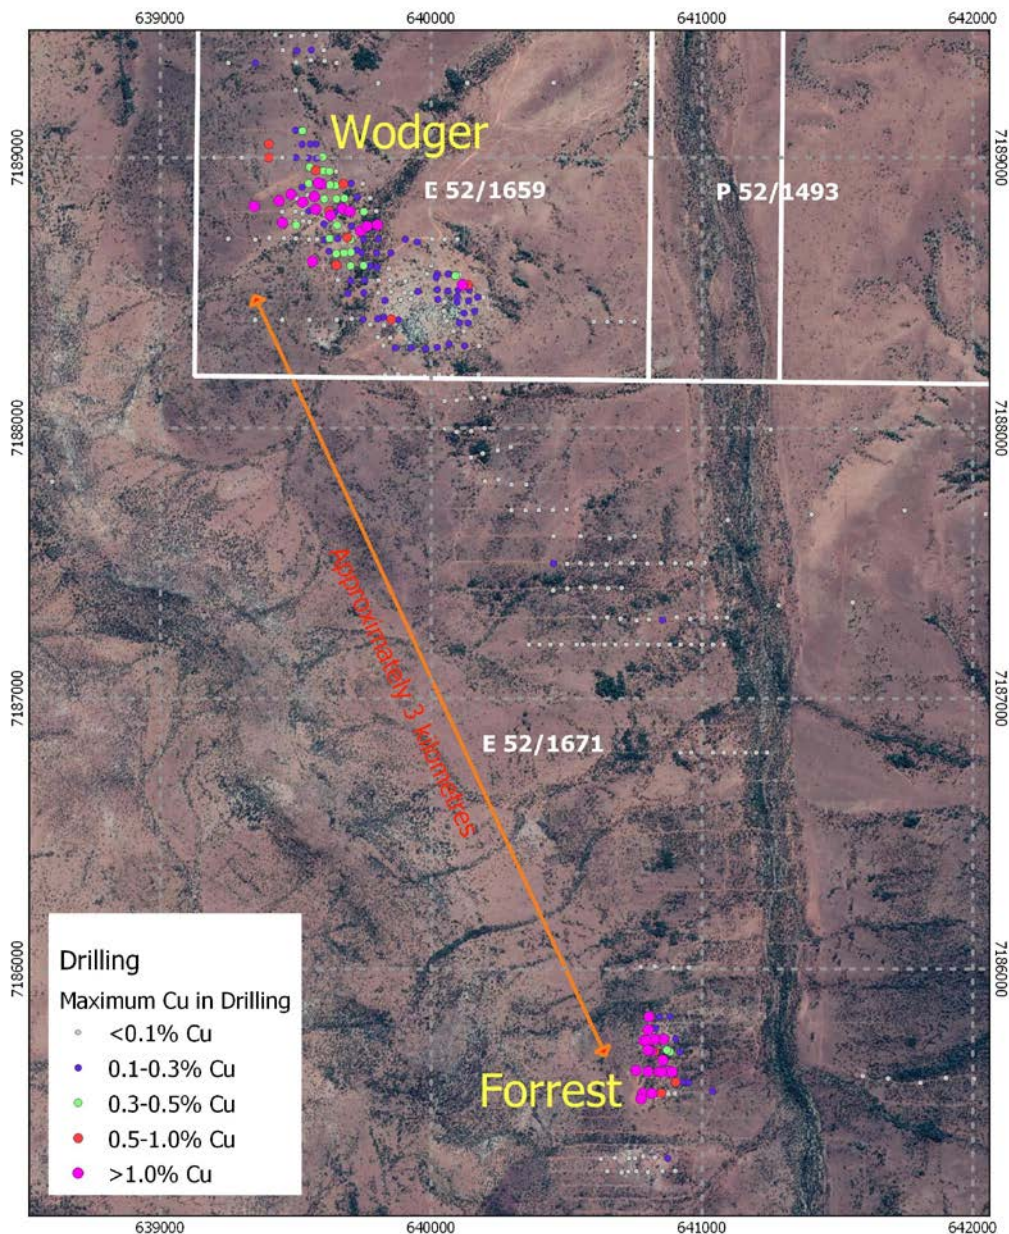 639000
640000
641000
642000
Wodger
7189000
7189000
E 52/1659
P 52/1493
7188000
7188000
Approximately 3 kilometres
7187000
7187000
E 52/1671
7186000
7186000
Forrest
Drilling
Maximum Cu in Drilling
<0.1% Cu
0.1-0.3% Cu
0.3-0.5% Cu
0.5-1.0% Cu
>1.0% Cu
639000
640000
641000
642000